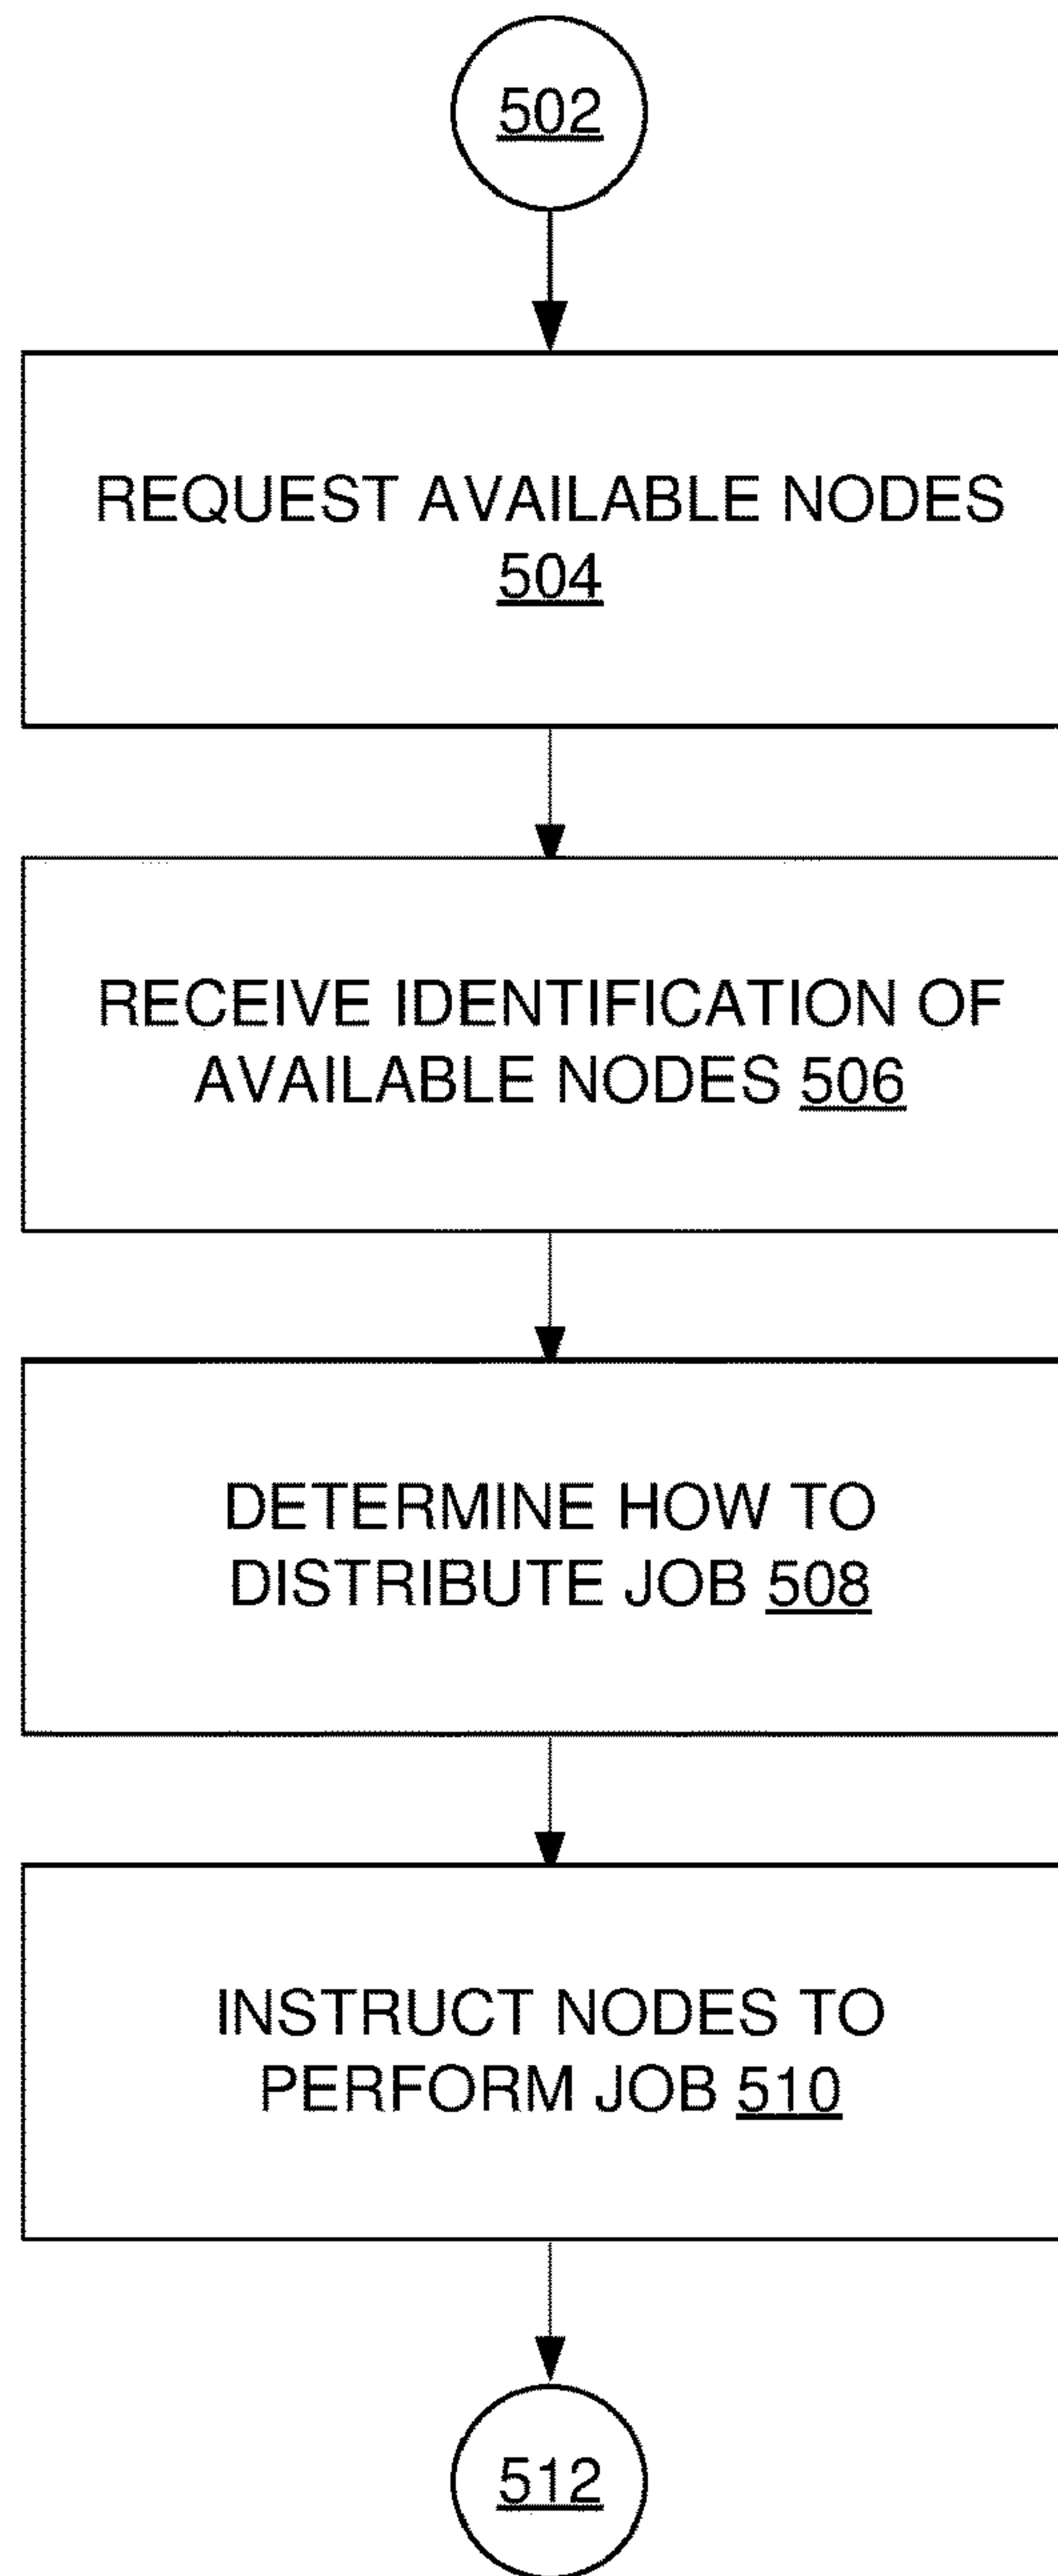 502
REQUEST AVAILABLE NODES
504
RECEIVE IDENTIFICATION OF
AVAILABLE NODES 506
DETERMINE HOW TO
DISTRIBUTE JOB 508
INSTRUCT NODES TO
PERFORM JOB 510
512